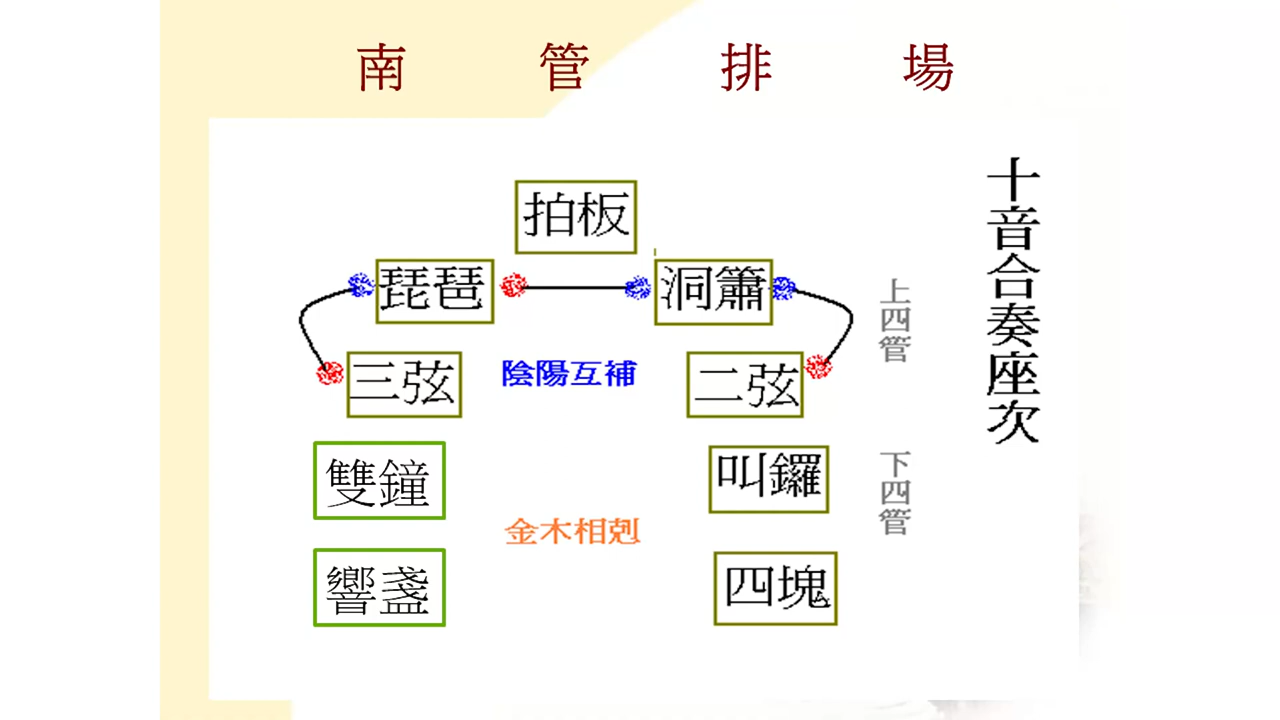 南管排場
十音合奏座次
拍板
琵琶
洞簫
上四管
三弦
陰陽互補
二弦
雙鐘
叫鑼
下四管
金木相剋
響盞
四塊